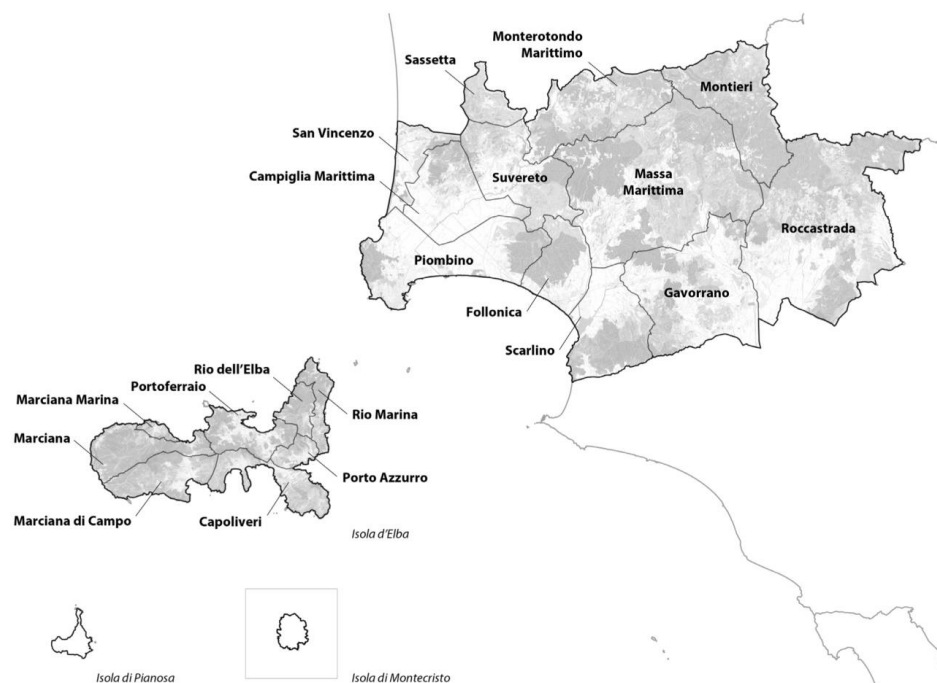 Monterotondo
Marittimo
Sassetta
Montieri
San Vincenzo
Campiglia Marittima
Suvereto
Massa
Marittima
Roccastrada
Piombino
Gavorrano
Follonica
Scarlino
Rio dell'Elba
Portoferraio
Marciana Marina
Rio Marina
Marciana
Porto Azzurro
Marciana di Campo
Capoliveri
Isola d'Elba
Isola di Pianosa
Isola di Montecristo